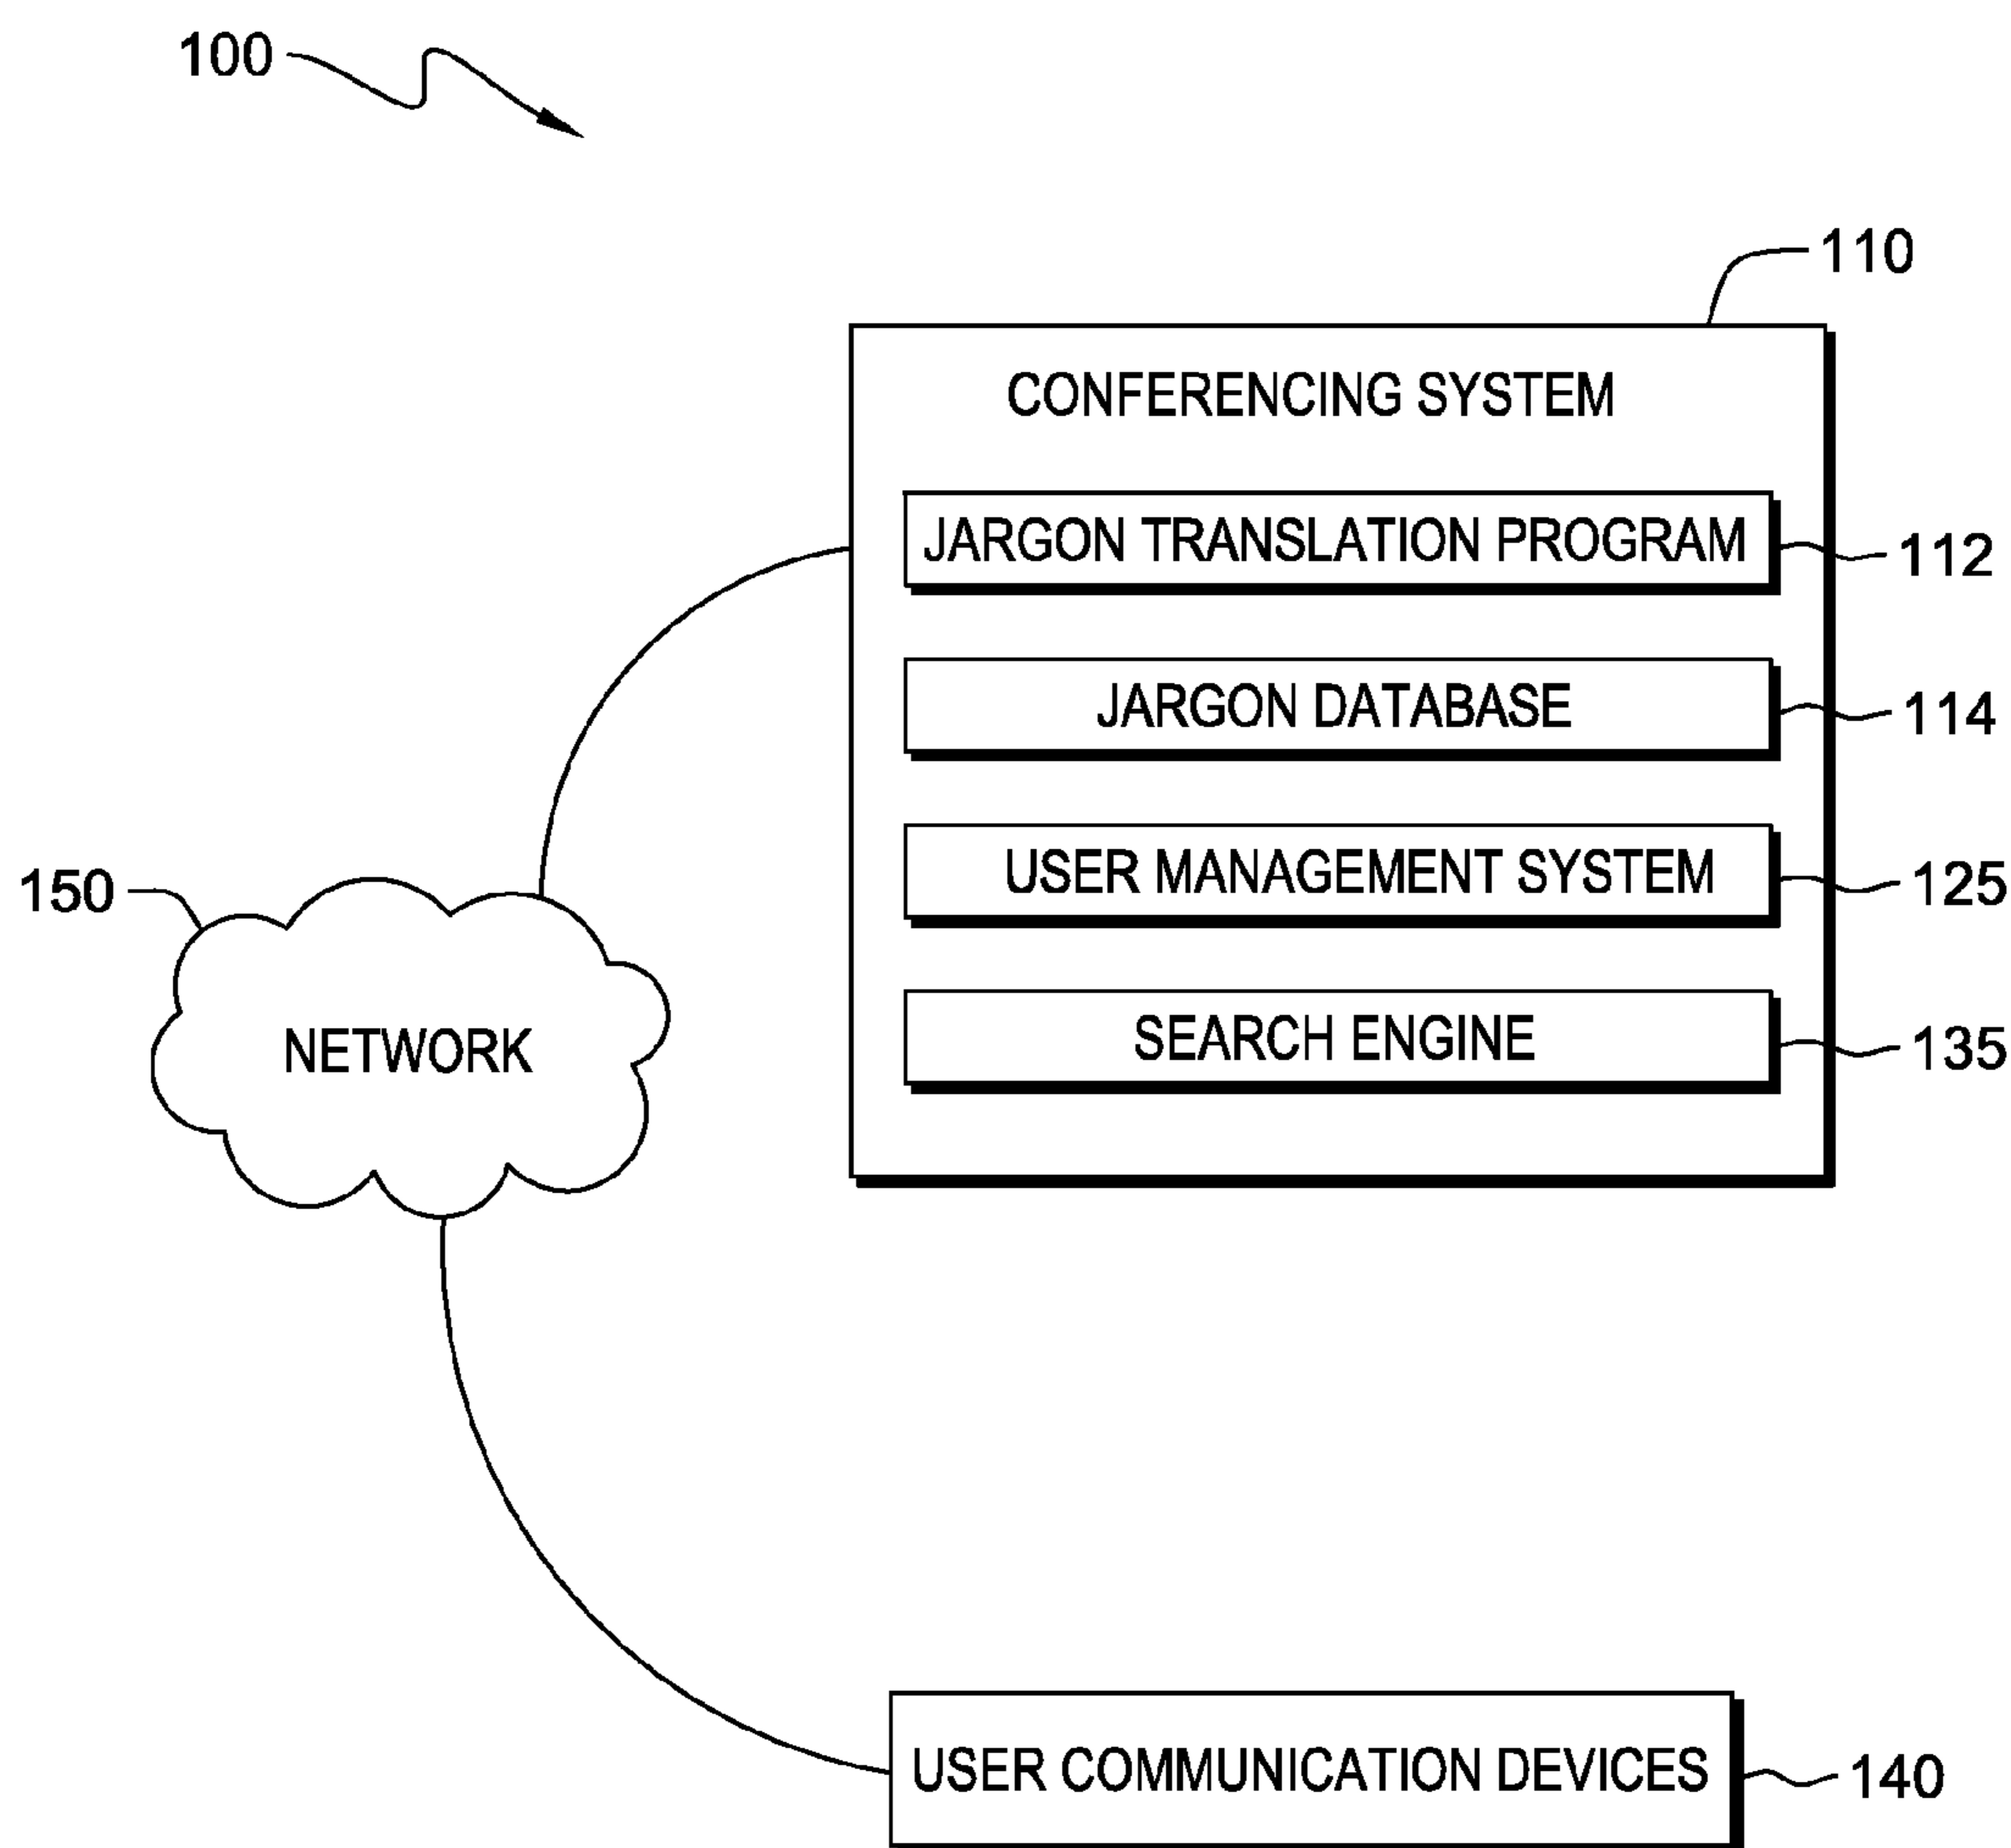 100
110
CONFERENCING SYSTEM
JARGON TRANSLATION PROGRAM
112
JARGON DATABASE
114
USER MANAGEMENT SYSTEM
125
150
SEARCH ENGINE
135
NETWORK
USER COMMUNICATION DEVICES
140